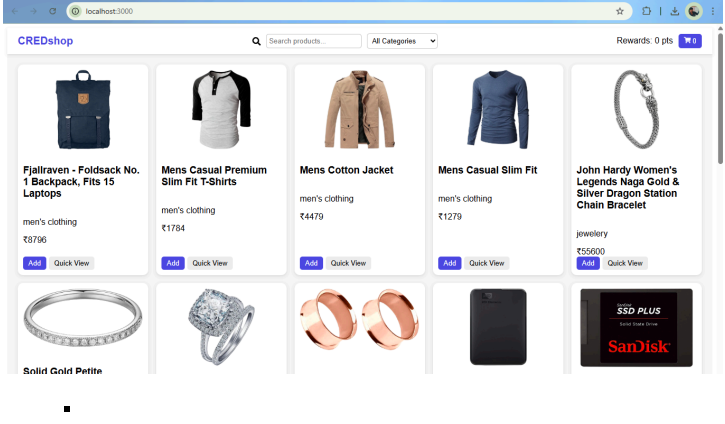 localhost:3000
CREDshop
Search products...
All Categories
Rewards: 0 pts
0
Fjallraven - Foldsack No.
1 Backpack, Fits 15
Laptops
men's clothing
₹8796
Add
Quick View
Mens Casual Premium
Slim Fit T-Shirts
men's clothing
₹1784
Add
Quick View
Mens Cotton Jacket
men's clothing
₹4479
Add
Quick View
Mens Casual Slim Fit
men's clothing
₹1279
Add
Quick View
John Hardy Women's
Legends Naga Gold &
Silver Dragon Station
Chain Bracelet
jewelery
₹55600
Add
Quick View
Solid Gold Petite
SanDisk
SSD PLUS
Solid State Drive
SanDisk